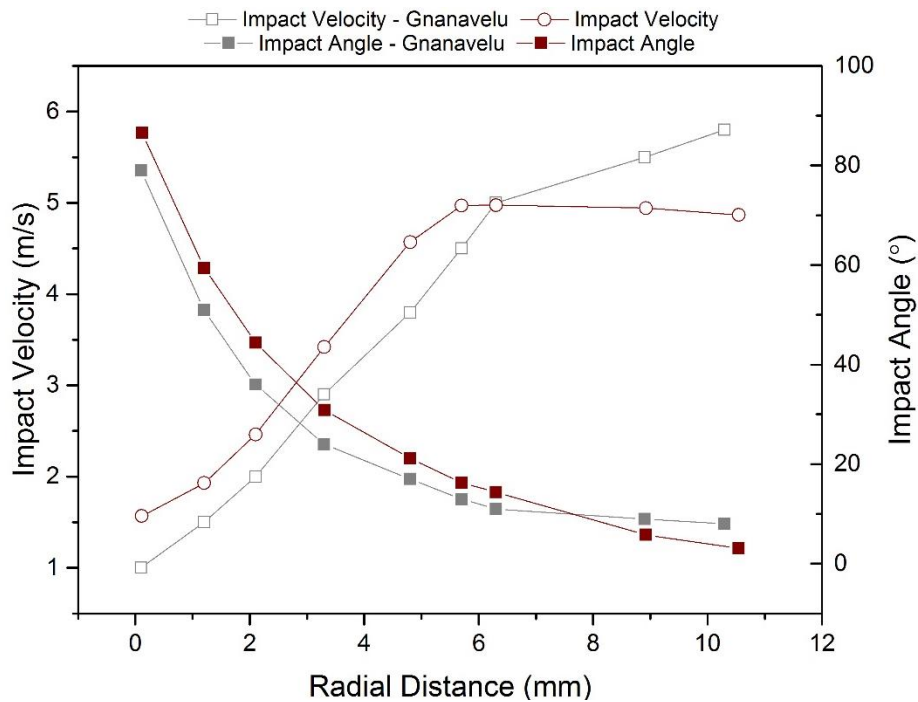 Impact Velocity - Gnanavelu Impact Velocity
Impact Angle - Gnanavelu Impact Angle
100
6
80
5
60
4
40
3
20
2
0
1
0 2 4 6 8 10 12
Impact Velocity (m/s)
Impact Angle (°)
Radial Distance (mm)